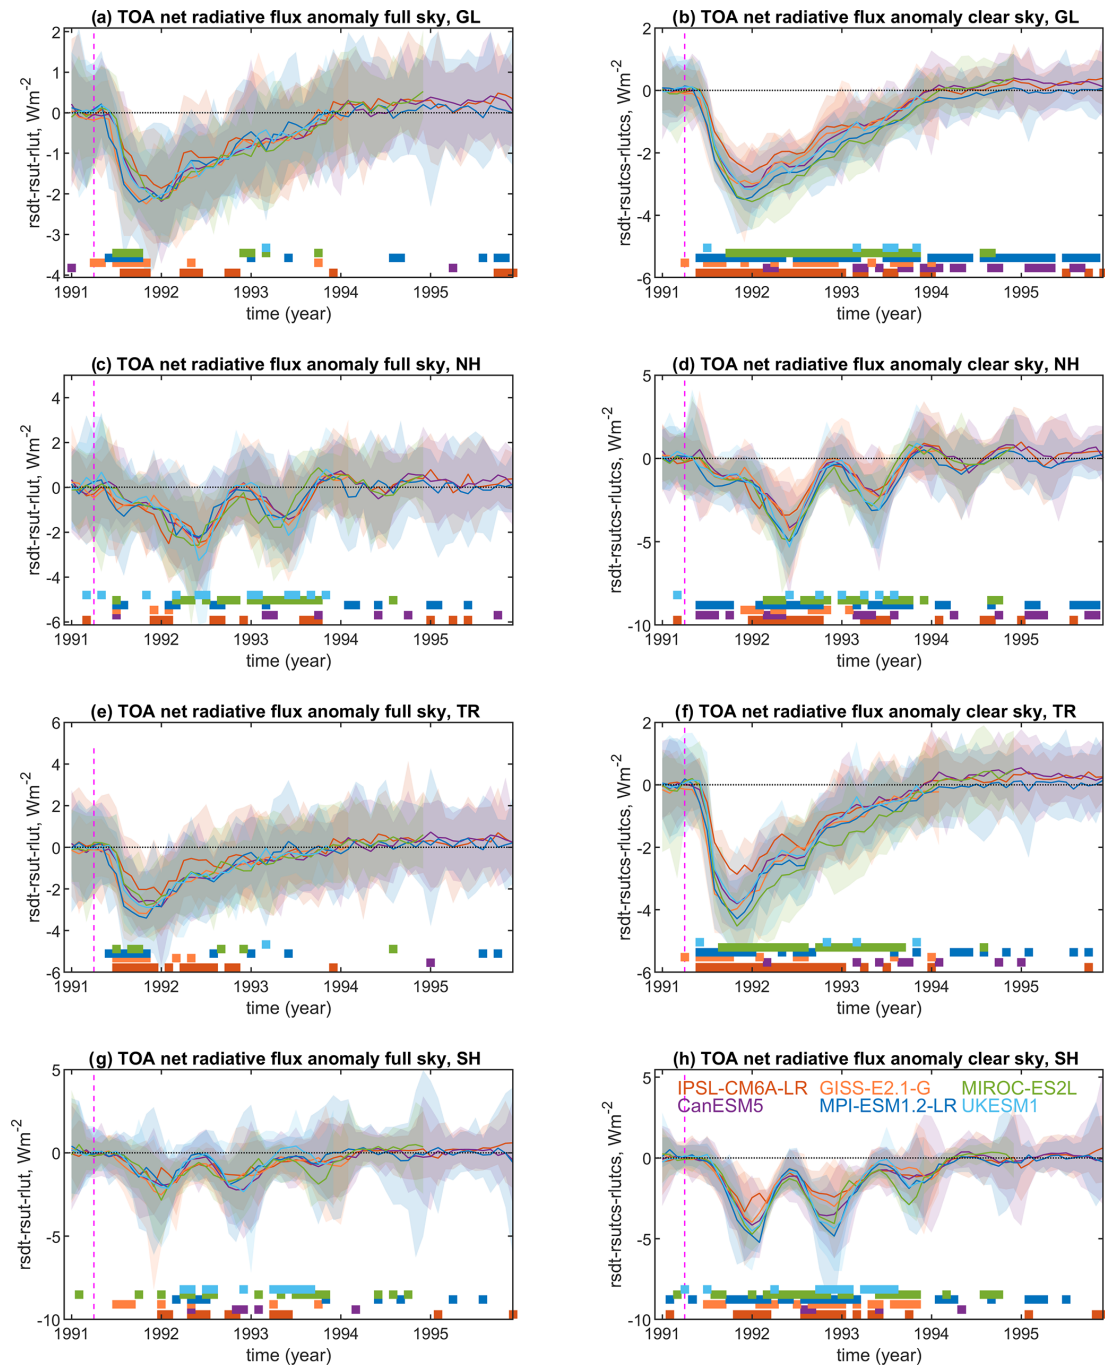 (a) TOA net radiative flux anomaly full sky, GL
2
1
0
-1
-2
-3
-4
rsdt-rsut-rlut, Wm-2
1991 1992 1993 1994 1995
time (year)
(b) TOA net radiative flux anomaly clear sky, GL
2
0
-2
-4
-6
rsdt-rsutcs-rlutcs, Wm-2
1991 1992 1993 1994 1995
time (year)
(c) TOA net radiative flux anomaly full sky, NH
4
2
0
-2
-4
-6
rsdt-rsut-rlut, Wm-2
1991 1992 1993 1994 1995
time (year)
(d) TOA net radiative flux anomaly clear sky, NH
5
0
-5
-10
rsdt-rsutcs-rlutcs, Wm-2
1991 1992 1993 1994 1995
time (year)
(e) TOA net radiative flux anomaly full sky, TR
6
4
2
0
-2
-4
-6
rsdt-rsut-rlut, Wm-2
1991 1992 1993 1994 1995
time (year)
(f) TOA net radiative flux anomaly clear sky, TR
2
0
-2
-4
-6
rsdt-rsutcs-rlutcs, Wm-2
1991 1992 1993 1994 1995
time (year)
(g) TOA net radiative flux anomaly full sky, SH
5
0
-5
-10
rsdt-rsut-rlut, Wm-2
1991 1992 1993 1994 1995
time (year)
(h) TOA net radiative flux anomaly clear sky, SH
IPSL-CM6A-LR GISS-E2.1-G MIROC-ES2L
CanESM5 MPI-ESM1.2-LR UKESM1
5
0
-5
-10
rsdt-rsutcs-rlutcs, Wm-2
1991 1992 1993 1994 1995
time (year)